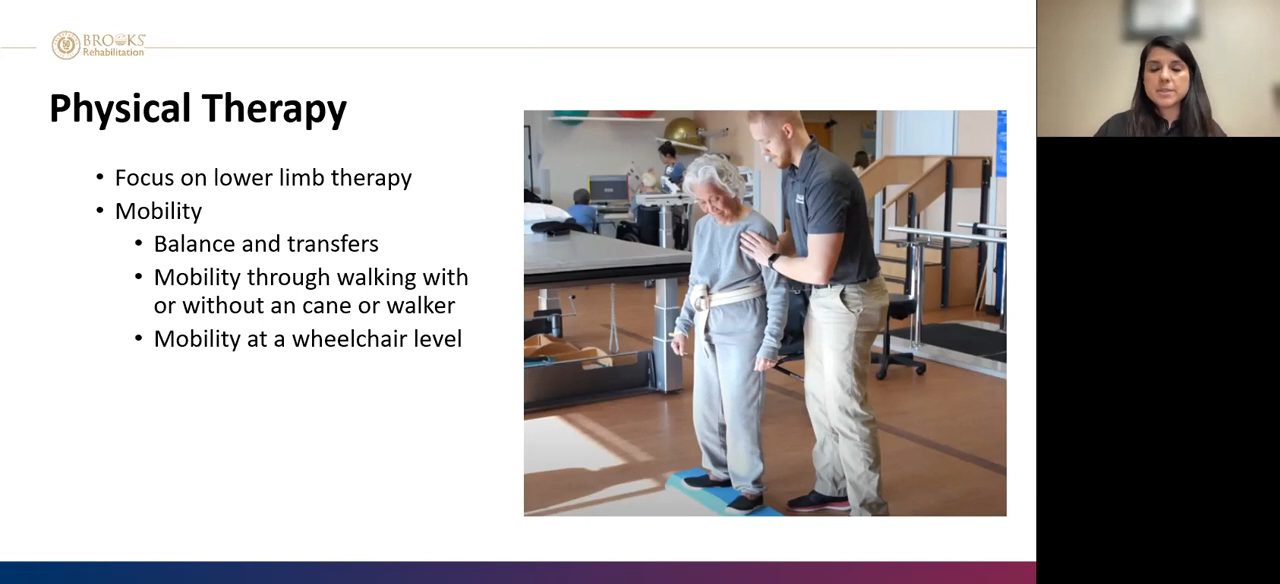 BROOKS
Rehabilitation
Physical Therapy
• Focus on lower limb therapy
• Mobility
• Balance and transfers
• Mobility through walking with
or without an cane or walker
• Mobility at a wheelchair level